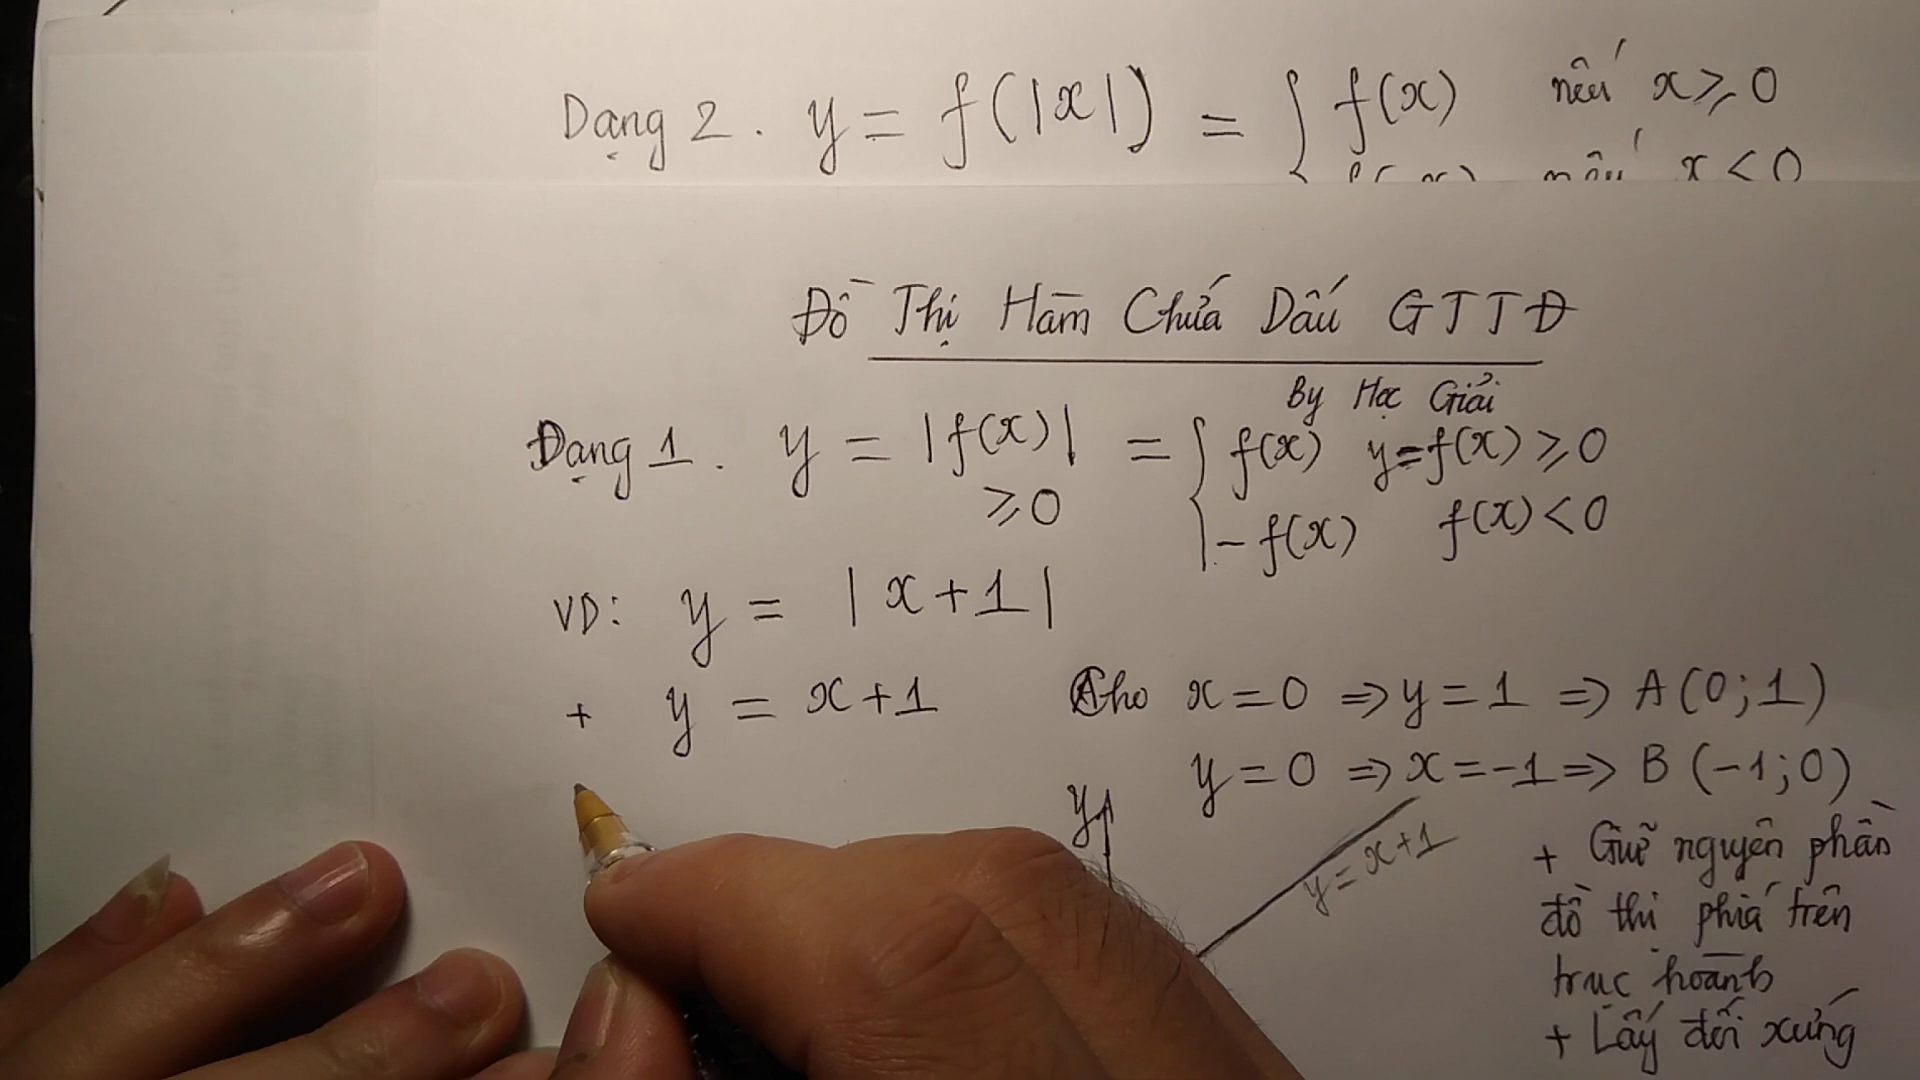 Dạng 2. y = f(|x|) = { f(x) nếu x ≥ 0
x < 0
Đồ Thị Hàm Chứa Dấu GTTĐ
By Học Giải
Dạng 1. y = |f(x)| = { f(x) y=f(x) ≥ 0
≥ 0 - f(x) f(x) < 0
VD: y = |x+1|
+ y = x+1 Cho x = 0 ⇒ y = 1 ⇒ A(0;1)
y = 0 ⇒ x = -1 ⇒ B(-1;0)
y
y = x+1
+ Giữ nguyên phần
đồ thị phía trên
trục hoành
+ Lấy đối xứng